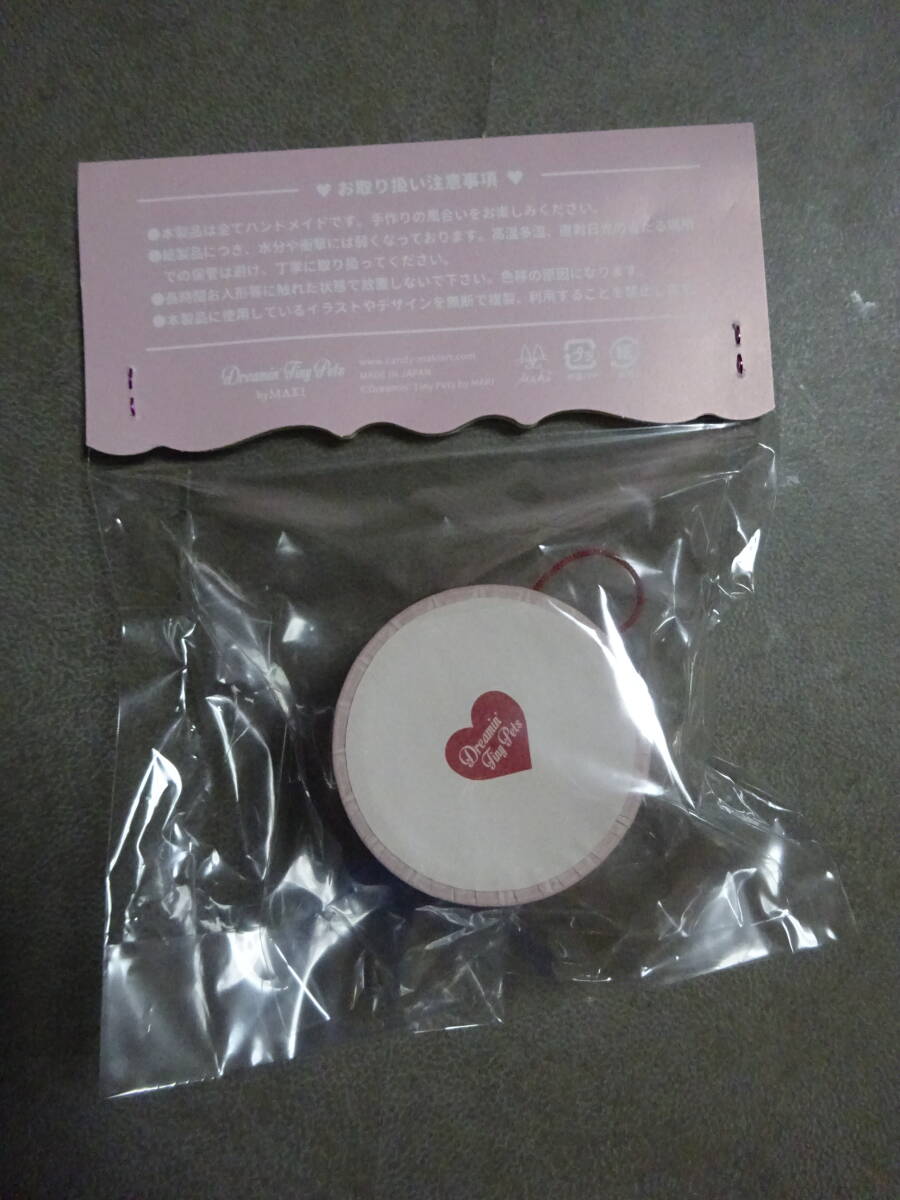 ♥ お取り扱い注意事項 ♥
●本製品は全てハンドメイドです。手作りの風合いをお楽しみください。
●紙製品につき、水分や衝撃には弱くなっております。高温多湿、直射日光の当たる場所
での保管は避け、丁寧に取り扱ってください。
●長時間お人形等に触れた状態で放置しないで下さい。色移の原因になります。
●本製品に使用しているイラストやデザインを無断で複製、利用することを禁止します。
Dreamin' Tiny Pets
by MAKI
www.candy-makiart.com
MADE IN JAPAN
©Dreamin' Tiny Pets by MAKI
Dreamin'
Tiny Pets